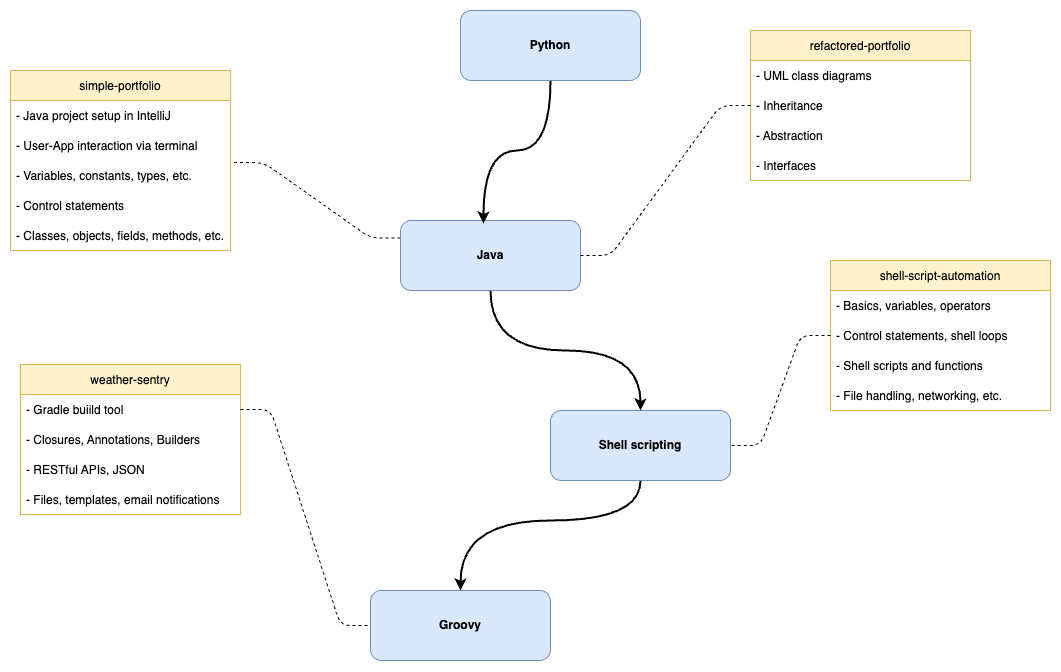 Python
refactored-portfolio
- UML class diagrams
- Inheritance
- Abstraction
- Interfaces
simple-portfolio
- Java project setup in IntelliJ
- User-App interaction via terminal
- Variables, constants, types, etc.
- Control statements
- Classes, objects, fields, methods, etc.
Java
shell-script-automation
- Basics, variables, operators
- Control statements, shell loops
- Shell scripts and functions
- File handling, networking, etc.
weather-sentry
- Gradle buiild tool
- Closures, Annotations, Builders
- RESTful APIs, JSON
- Files, templates, email notifications
Shell scripting
Groovy